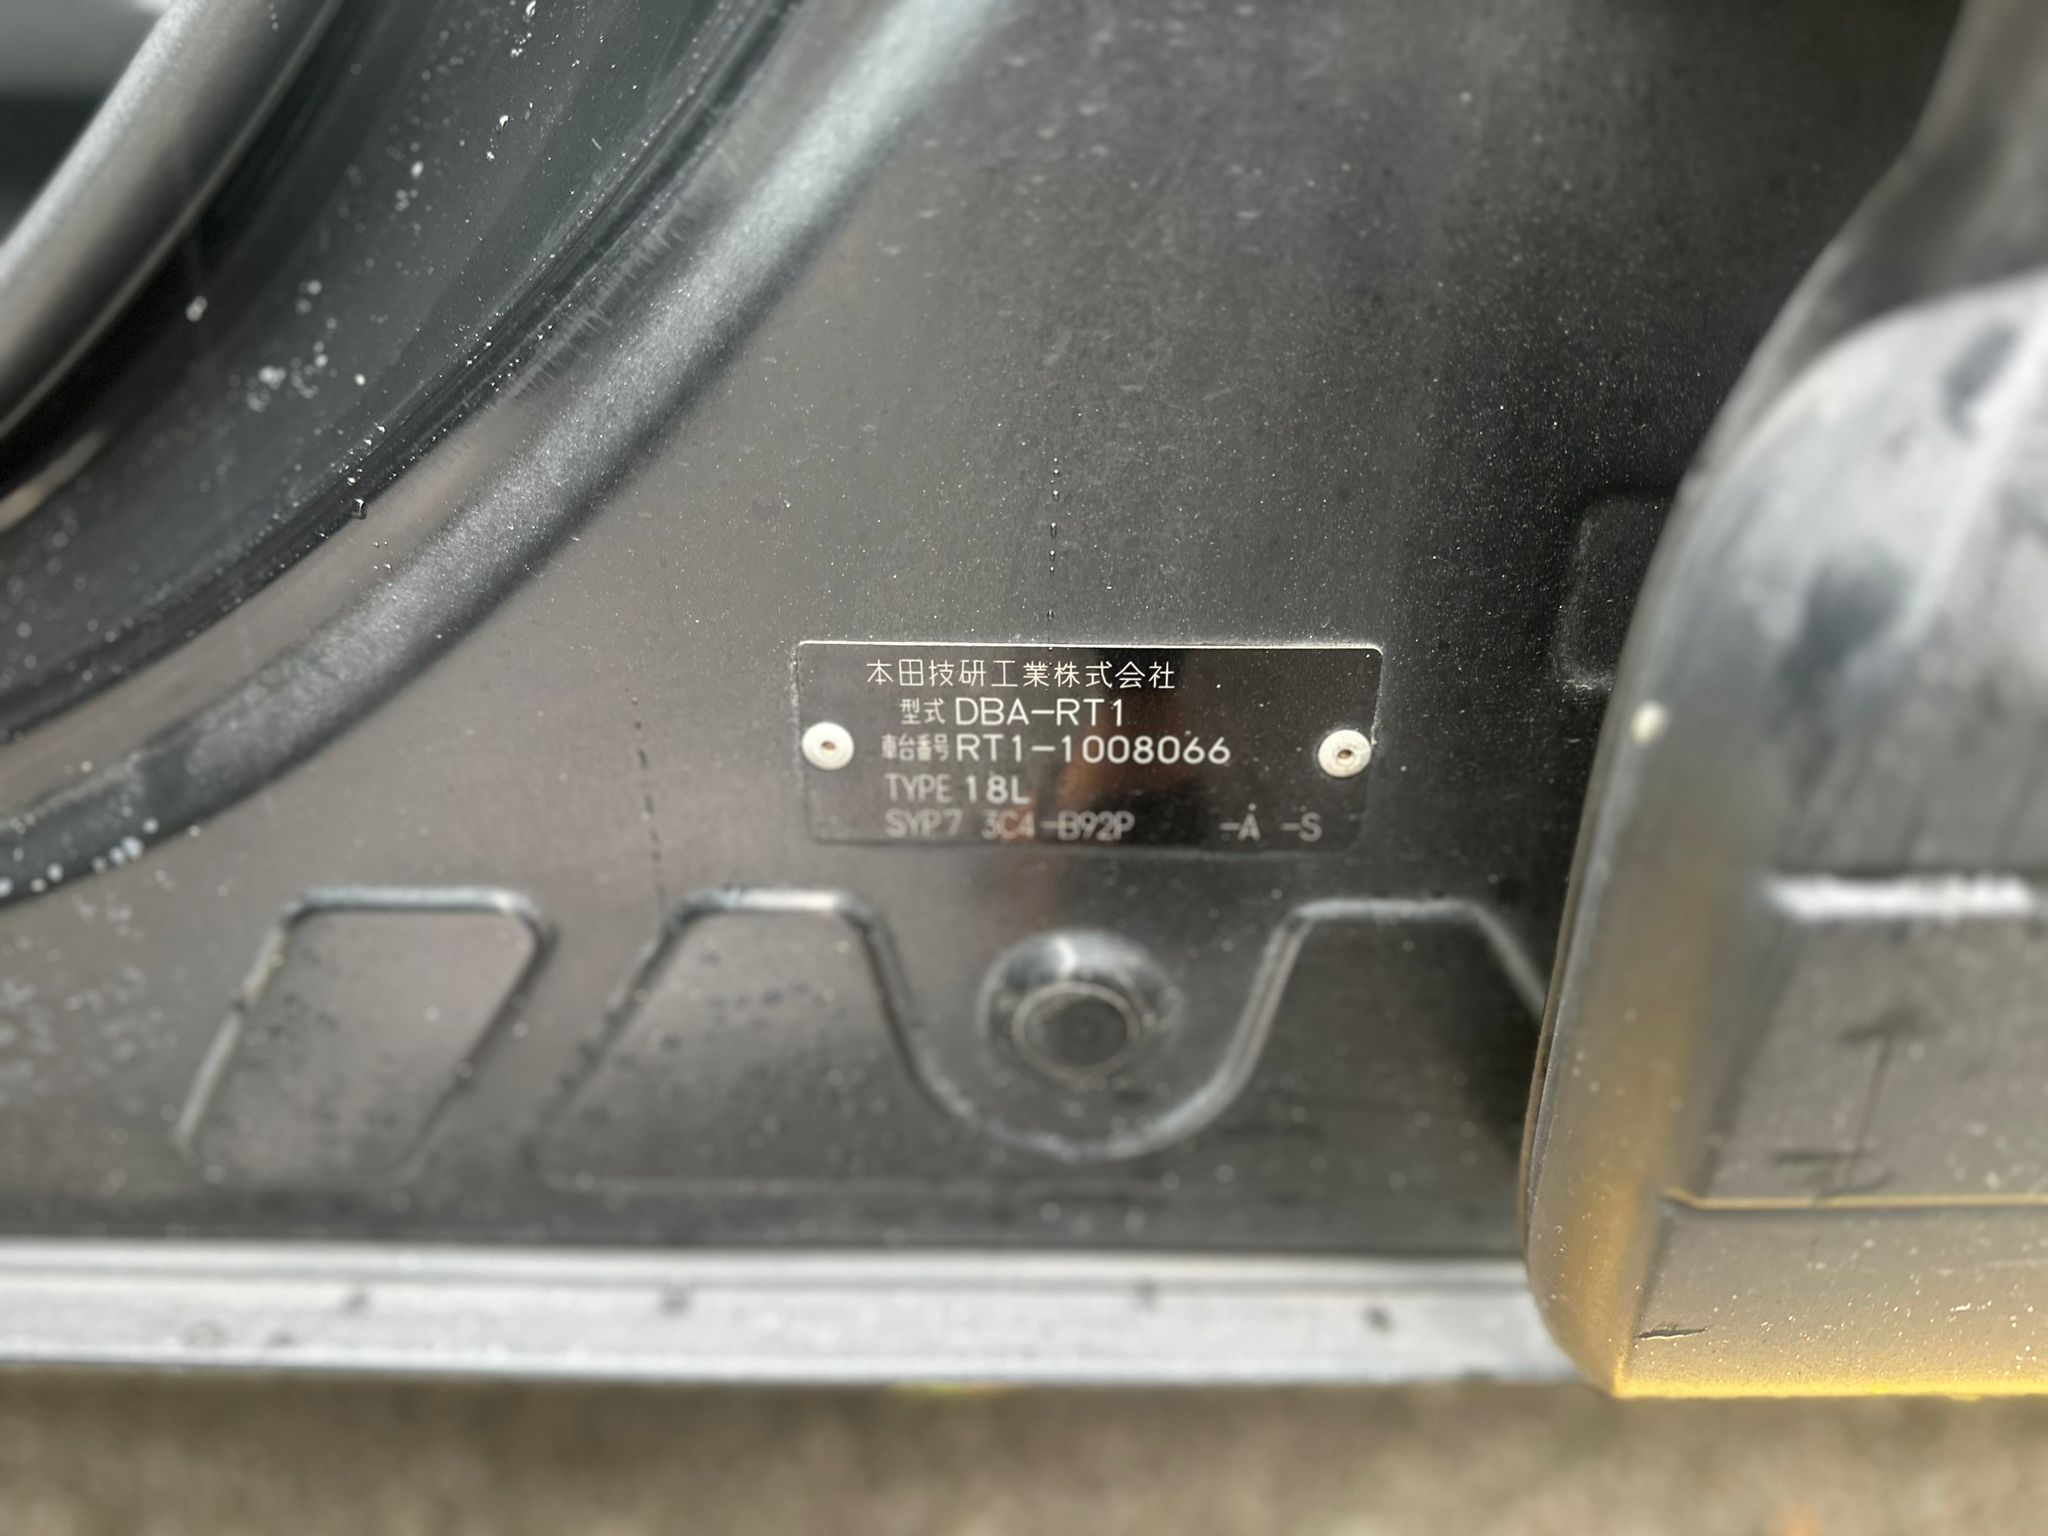 本田技研工業株式会社
型式 DBA-RT1
車台番号 RT1-1008066
TYPE 18L
SYP7 3C4-B92P -A -S